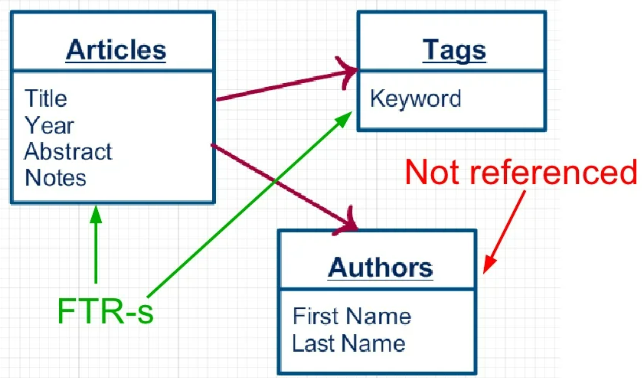 Articles
Title
Year
Abstract
Notes
Tags
Keyword
Not referenced
Authors
First Name
Last Name
FTR-s